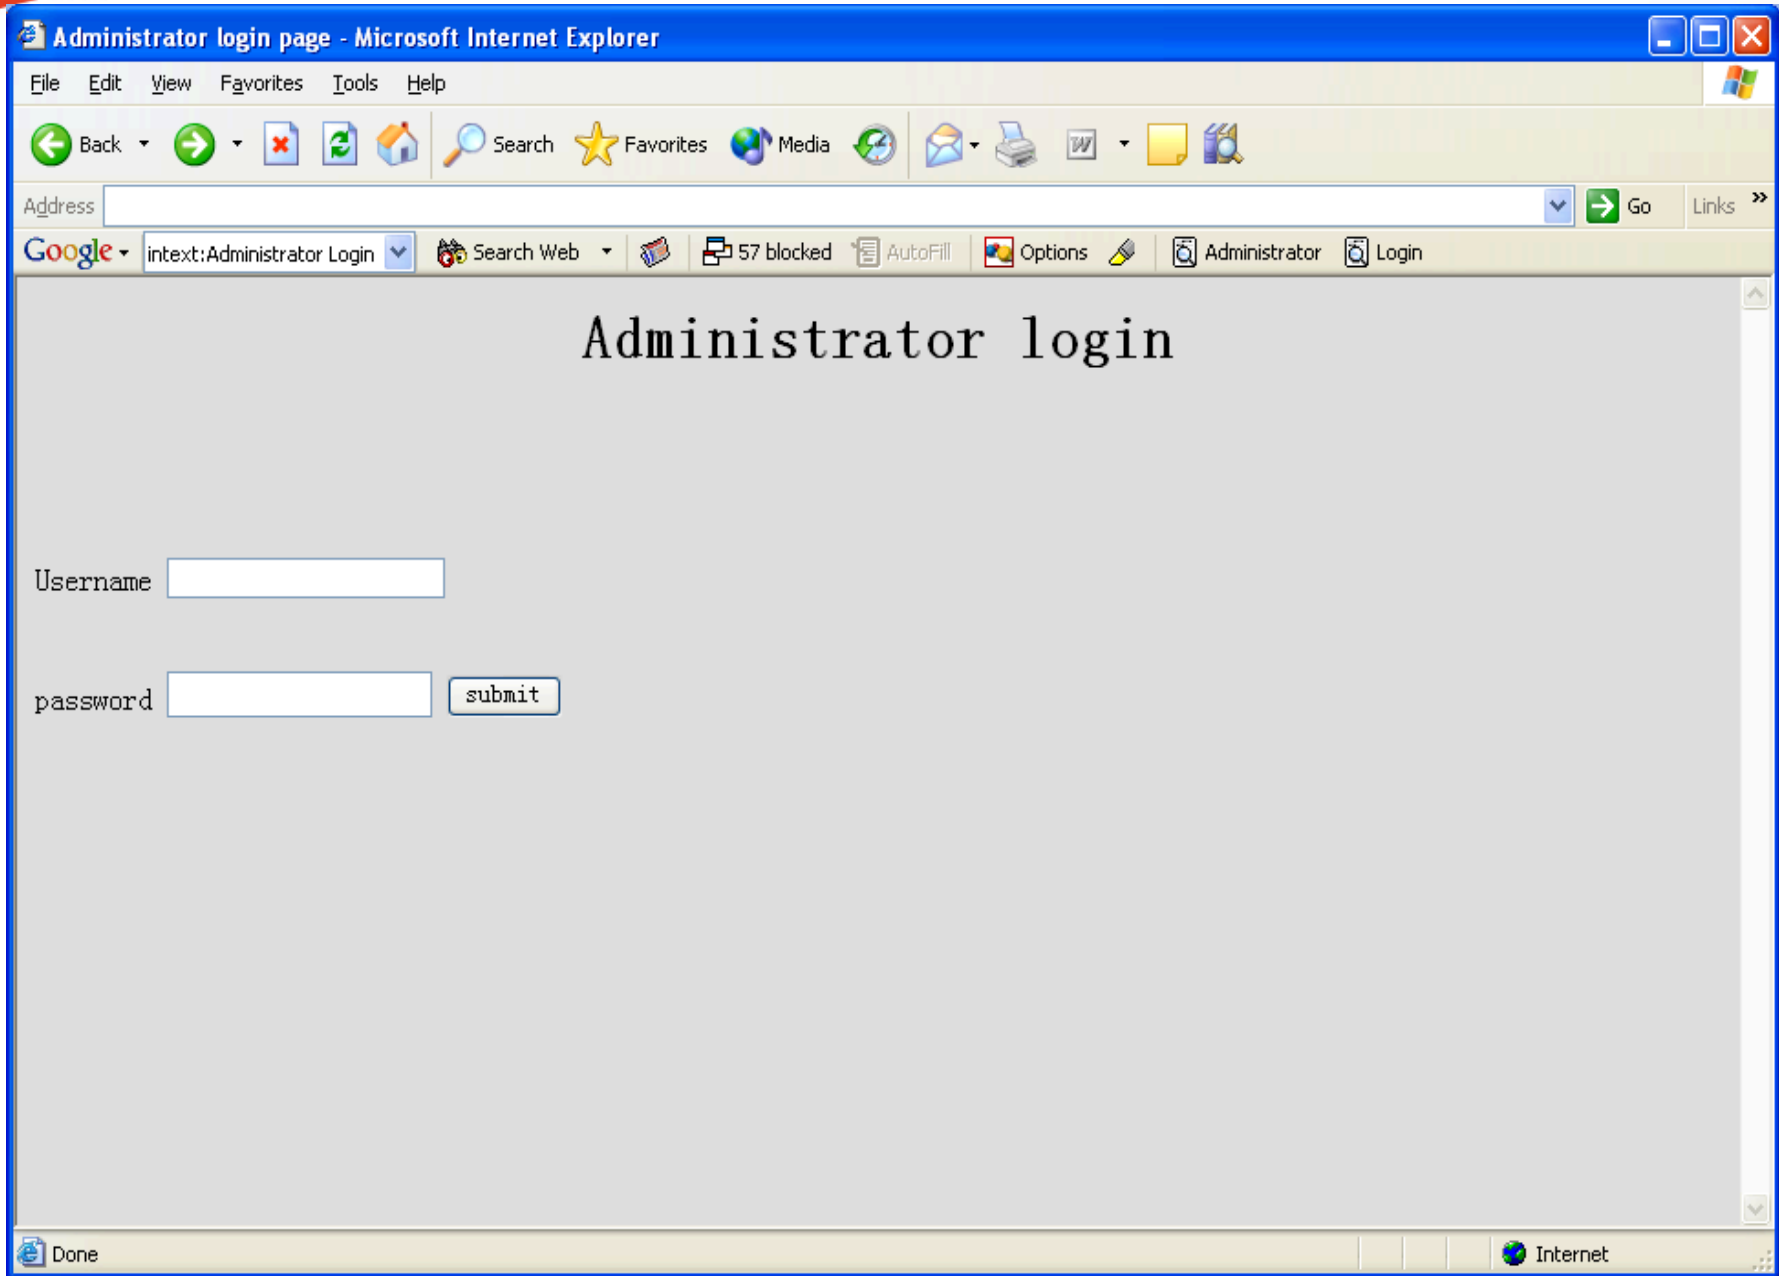 Administrator login page - Microsoft Internet Explorer
File Edit View Favorites Tools Help
Back Search Favorites Media W
Address Go Links »
Google intext:Administrator Login Search Web 57 blocked AutoFill Options Administrator Login
Administrator login
Username
password submit
Done Internet